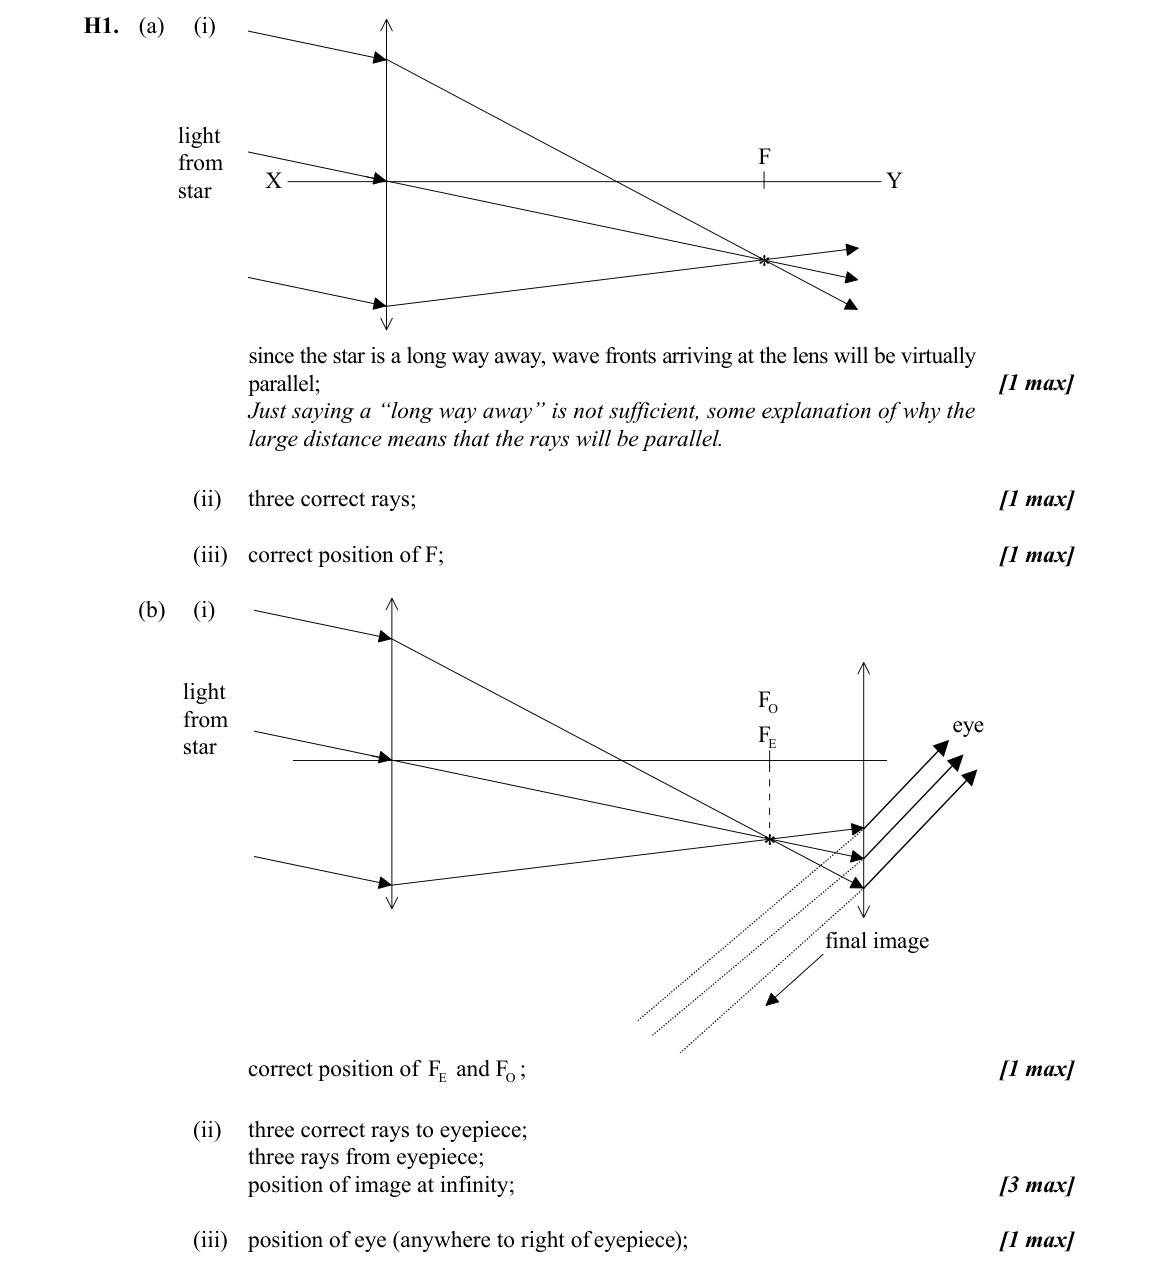 H1. (a) (i)
light
from
star
X
F
Y
since the star is a long way away, wave fronts arriving at the lens will be virtually
parallel; [1 max]
Just saying a “long way away” is not sufficient, some explanation of why the
large distance means that the rays will be parallel.
(ii) three correct rays; [1 max]
(iii) correct position of F; [1 max]
(b) (i)
light
from
star
FO
FE
eye
final image
correct position of FE and FO; [1 max]
(ii) three correct rays to eyepiece;
three rays from eyepiece;
position of image at infinity; [3 max]
(iii) position of eye (anywhere to right of eyepiece); [1 max]